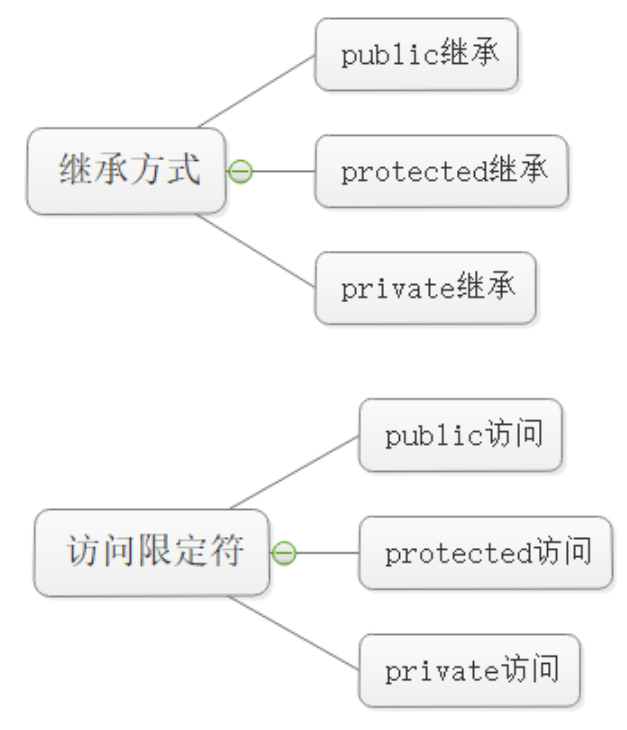 public继承
继承方式
protected继承
private继承
public访问
访问限定符
protected访问
private访问